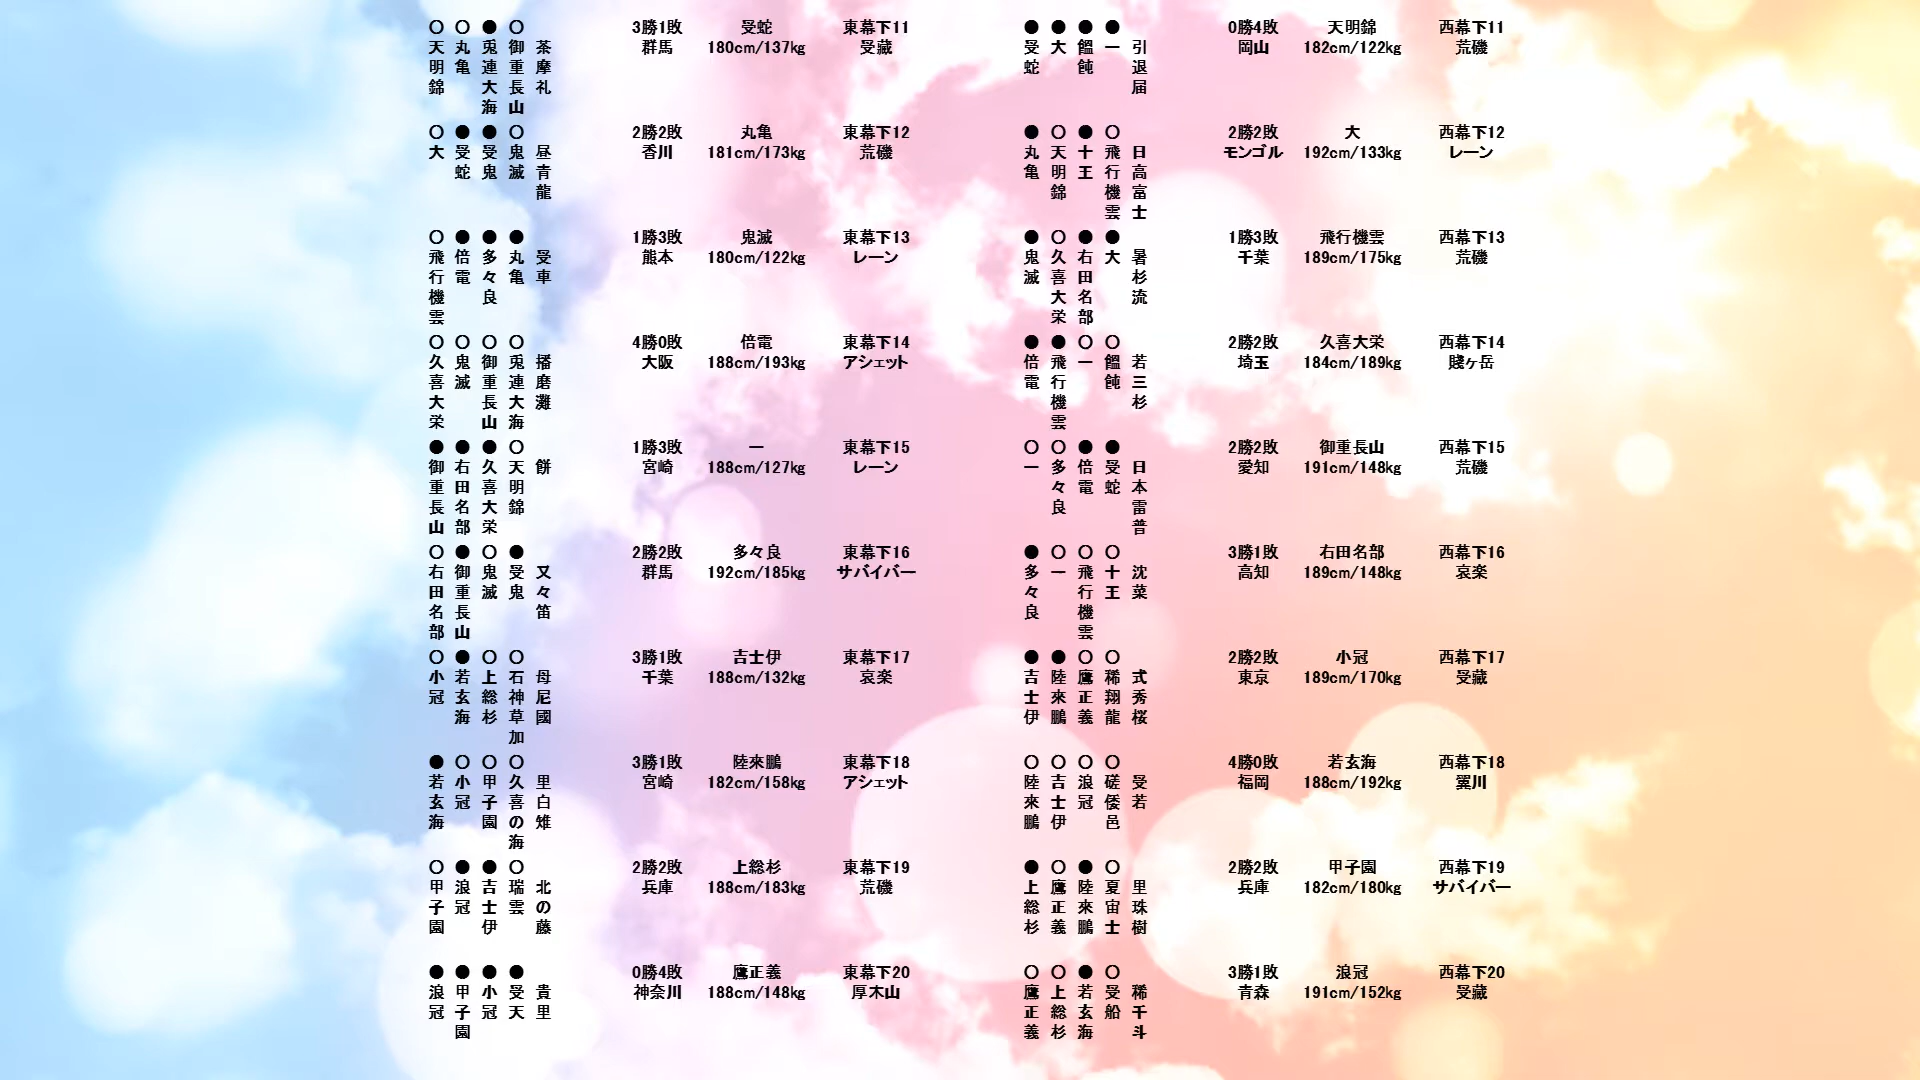 〇 〇 ● 〇 3勝1敗 受蛇 東幕下11 ● ● ● ● 0勝4敗 天明錦 西幕下11
天明錦 丸亀 兎連大海 御重長山 茶摩礼 群馬 180cm/137kg 受蔵 受蛇 大 饂飩 一 引退届 岡山 182cm/122kg 荒磯
〇 ● ● 〇 2勝2敗 丸亀 東幕下12 ● 〇 ● 〇 2勝2敗 大 西幕下12
大 受蛇 受鬼 鬼滅 昼青龍 香川 181cm/173kg 荒磯 丸亀 天明錦 十王 飛行機雲 日高富士 モンゴル 192cm/133kg レーン
〇 ● ● ● 1勝3敗 鬼滅 東幕下13 ● 〇 ● ● 1勝3敗 飛行機雲 西幕下13
飛行機雲 倍電 多々良 丸亀 受車 熊本 180cm/122kg レーン 鬼滅 久喜大栄 右田名部 大 暑杉流 千葉 189cm/175kg 荒磯
〇 〇 〇 〇 4勝0敗 倍電 東幕下14 ● ● 〇 〇 2勝2敗 久喜大栄 西幕下14
久喜大栄 鬼滅 御重長山 兎連大海 播磨灘 大阪 188cm/193kg アシェット 倍電 飛行機雲 一 饂飩 若三杉 埼玉 184cm/189kg 賤ヶ岳
● ● ● 〇 1勝3敗 一 東幕下15 〇 〇 ● ● 2勝2敗 御重長山 西幕下15
御重長山 右田名部 久喜大栄 天明錦 餅 宮崎 188cm/127kg レーン 一 多々良 倍電 受蛇 日本雷普 愛知 191cm/148kg 荒磯
〇 ● 〇 ● 2勝2敗 多々良 東幕下16 ● 〇 〇 〇 3勝1敗 右田名部 西幕下16
右田名部 御重長山 鬼滅 受鬼 又々笛 群馬 192cm/185kg サバイバー 多々良 一 飛行機雲 十王 沈菜 高知 189cm/148kg 哀楽
〇 ● 〇 〇 3勝1敗 吉士伊 東幕下17 ● ● 〇 〇 2勝2敗 小冠 西幕下17
小冠 若玄海 上総杉 石神草加 母尼國 千葉 188cm/132kg 哀楽 吉士伊 陸來鵬 鷹正義 稀翔龍 式秀桜 東京 189cm/170kg 受蔵
● 〇 〇 〇 3勝1敗 陸來鵬 東幕下18 〇 〇 〇 〇 4勝0敗 若玄海 西幕下18
若玄海 小冠 甲子園 久喜の海 里白雉 宮崎 182cm/158kg アシェット 陸來鵬 吉士伊 浪冠 磋倭邑 受若 福岡 188cm/192kg 翼川
〇 ● ● 〇 2勝2敗 上総杉 東幕下19 ● 〇 ● 〇 2勝2敗 甲子園 西幕下19
甲子園 浪冠 吉士伊 瑞雲 北の藤 兵庫 188cm/183kg 荒磯 上総杉 鷹正義 陸來鵬 夏宙士 里珠樹 兵庫 182cm/180kg サバイバー
● ● ● ● 0勝4敗 鷹正義 東幕下20 〇 〇 ● 〇 3勝1敗 浪冠 西幕下20
浪冠 甲子園 小冠 受天 貴里 神奈川 188cm/148kg 厚木山 鷹正義 上総杉 若玄海 受船 稀千斗 青森 191cm/152kg 受蔵